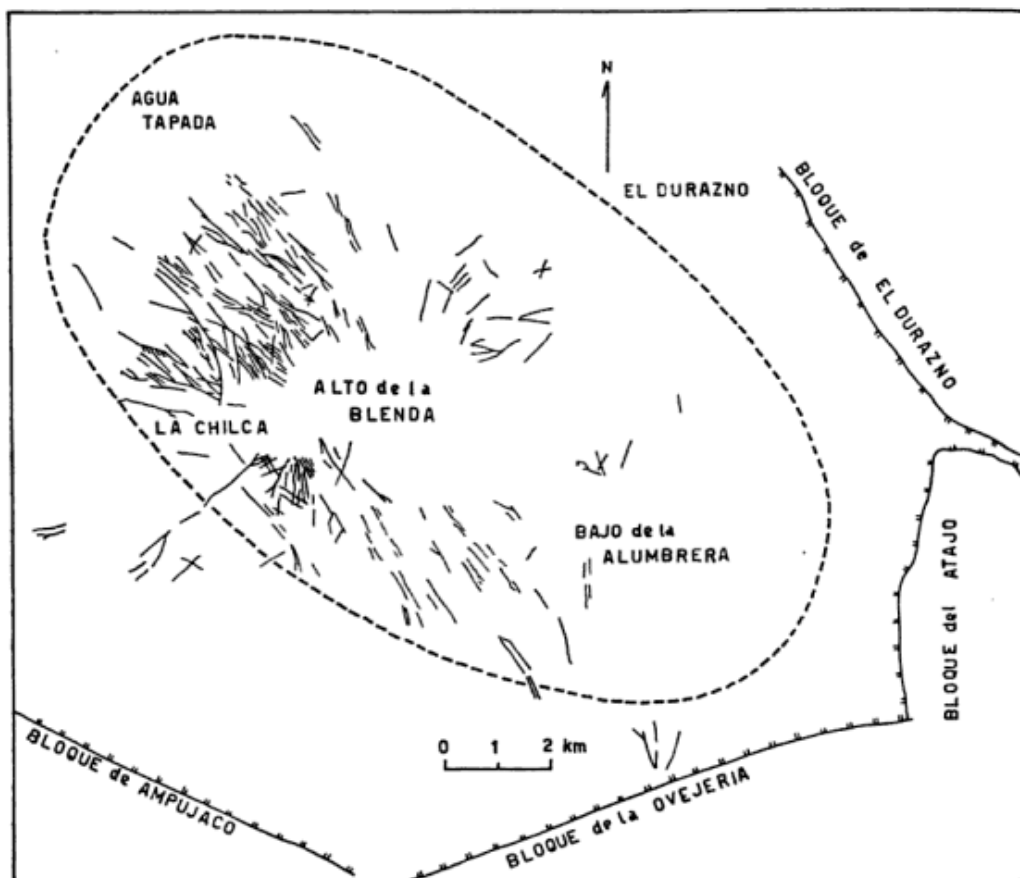 AGUA
TAPADA
N
EL DURAZNO
BLOQUE de EL DURAZNO
ALTO de la
BLENDA
LA CHILCA
BAJO de la
ALUMBRERA
BLOQUE del ATAJO
0 1 2 km
BLOQUE de AMPUJACO
BLOQUE de la OVEJERIA